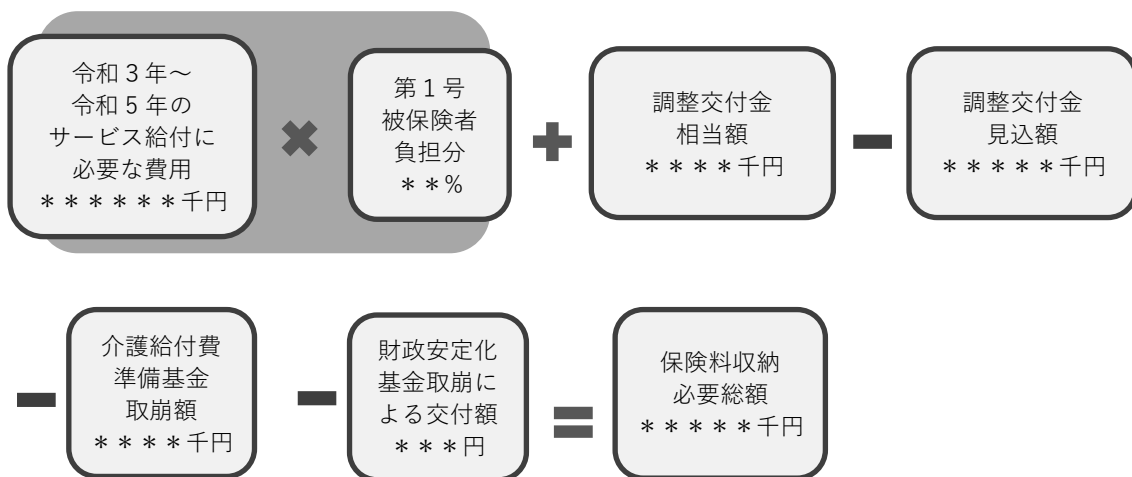 令和３年～
令和５年の
サービス給付に
必要な費用
＊＊＊＊＊＊千円
×
第１号
被保険者
負担分
＊＊％
＋
調整交付金
相当額
＊＊＊＊千円
－
調整交付金
見込額
＊＊＊＊＊千円
－
介護給付費
準備基金
取崩額
＊＊＊＊千円
－
財政安定化
基金取崩に
よる交付額
＊＊＊円
＝
保険料収納
必要総額
＊＊＊＊＊千円